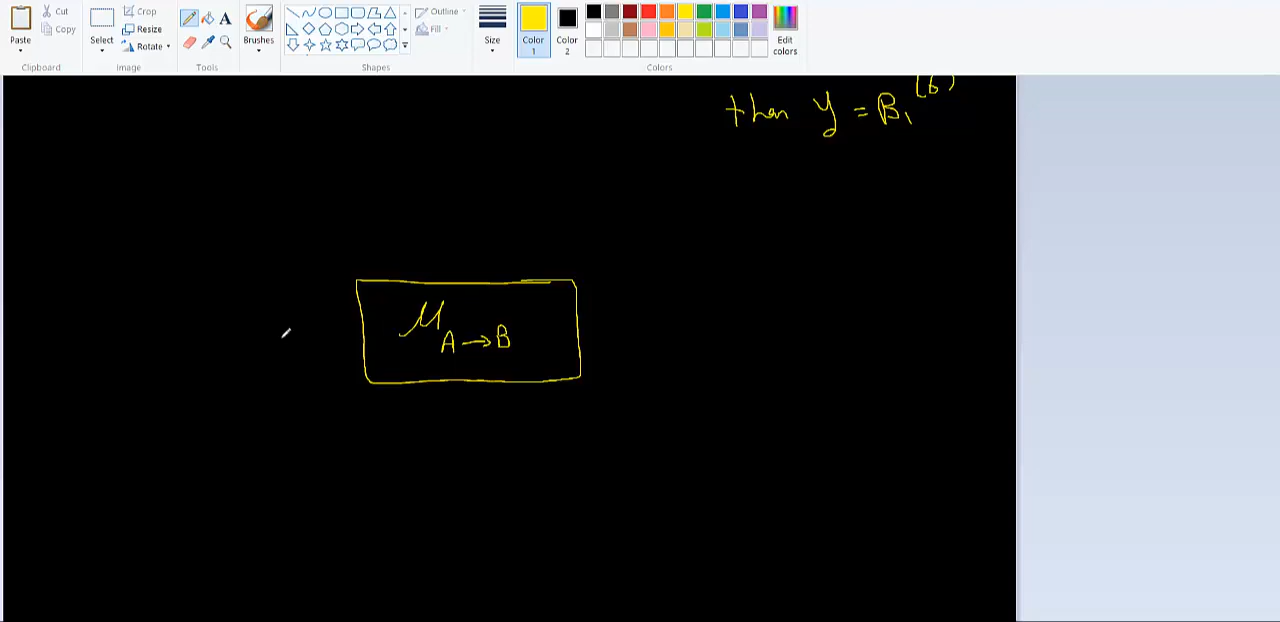 Paste
Cut
Copy
Clipboard
Select
Crop
Resize
Rotate
Image
A
Tools
Brushes
Shapes
Outline
Fill
Size
Color 1
Color 2
Edit colors
Colors
then y = B₁⁽⁶⁾
M A→B